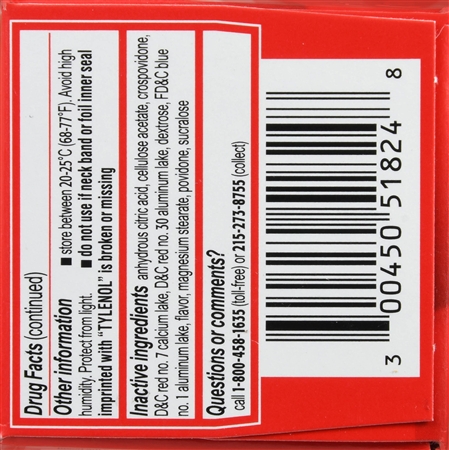 Drug Facts (continued)
Other information ■ store between 20-25°C (68-77°F). Avoid high
humidity. Protect from light. ■ do not use if neck band or foil inner seal
imprinted with "TYLENOL" is broken or missing
Inactive ingredients anhydrous citric acid, cellulose acetate, crospovidone,
D&C red no. 7 calcium lake, D&C red no. 30 aluminum lake, dextrose, FD&C blue
no. 1 aluminum lake, flavor, magnesium stearate, povidone, sucralose
Questions or comments?
call 1-800-458-1635 (toll-free) or 215-273-8755 (collect)
3 00450 51824 8